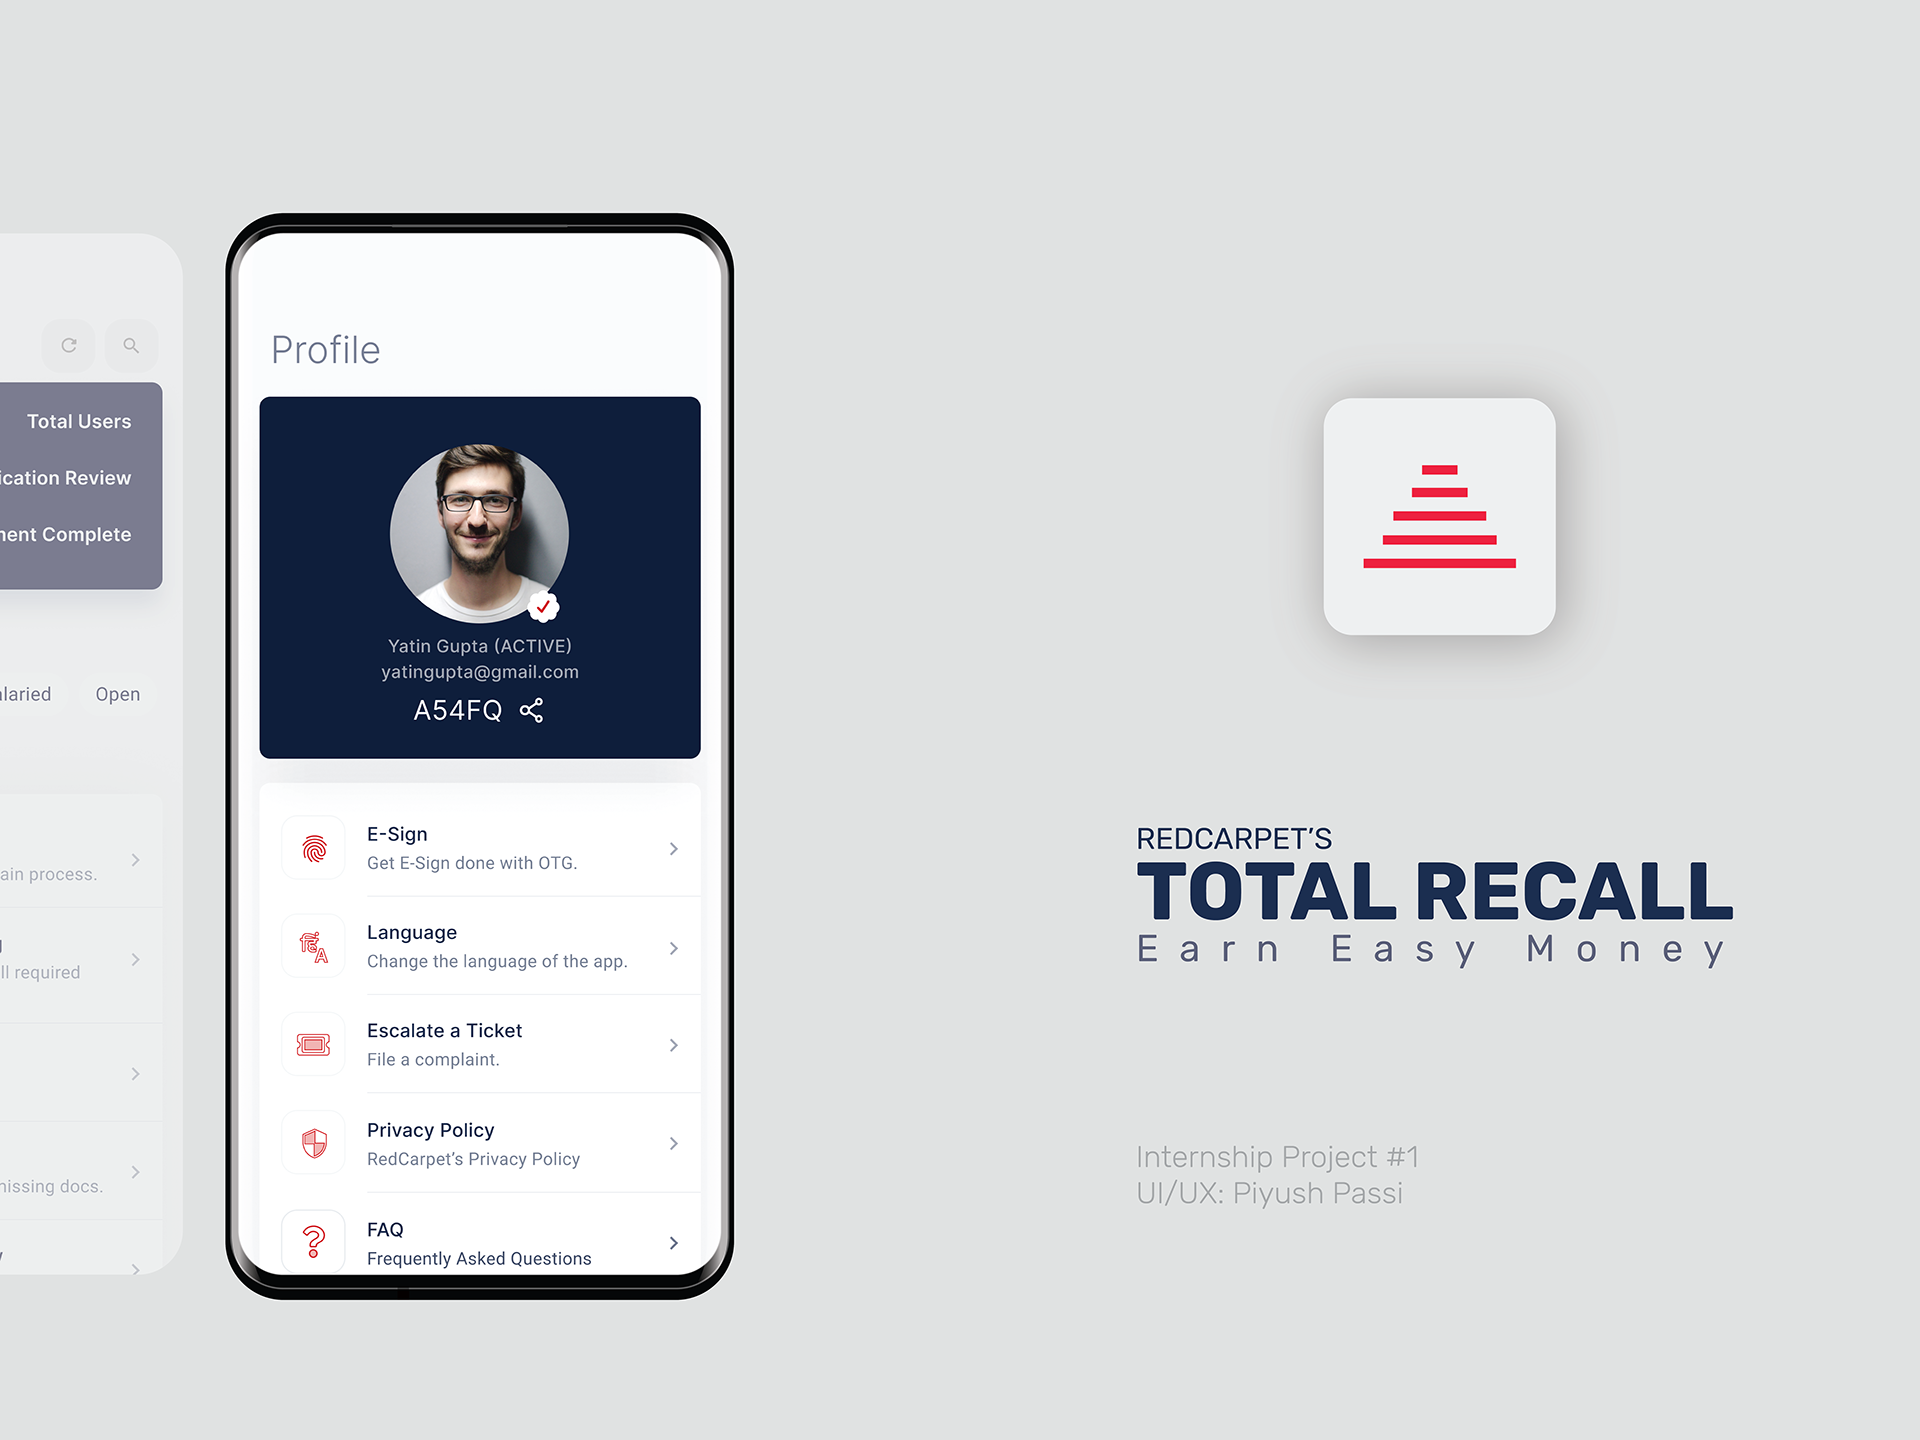 Total Users
ication Review
nent Complete
laried
Open
ain process.
ll required
nissing docs.
Profile
Yatin Gupta (ACTIVE)
yatingupta@gmail.com
A54FQ
E-Sign
Get E-Sign done with OTG.
Language
Change the language of the app.
Escalate a Ticket
File a complaint.
Privacy Policy
RedCarpet’s Privacy Policy
FAQ
Frequently Asked Questions
REDCARPET’S
TOTAL RECALL
Earn Easy Money
Internship Project #1
UI/UX: Piyush Passi